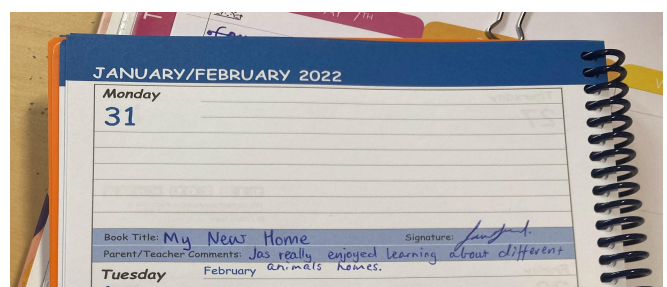 JANUARY/FEBRUARY 2022
Monday
31
Book Title: My New Home Signature:
Parent/Teacher Comments: Jas really enjoyed learning about different
animals homes.
Tuesday February